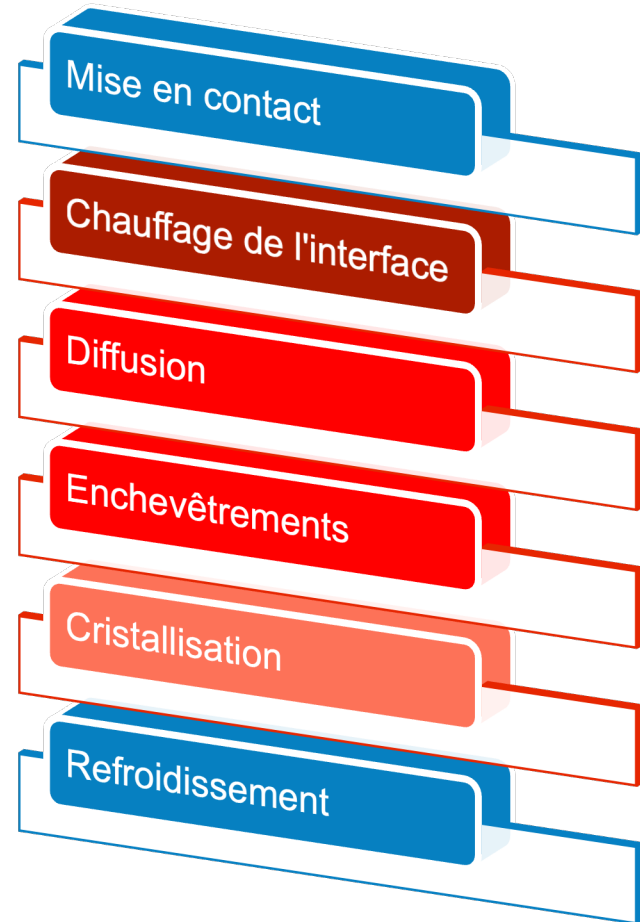 Mise en contact
Chauffage de l'interface
Diffusion
Enchevêtrements
Cristallisation
Refroidissement